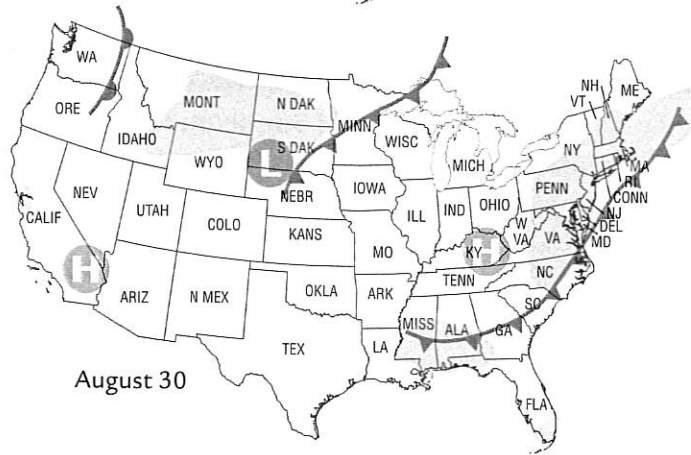 WA
MONT
N DAK
MINN
ORE
IDAHO
WYO
S DAK
WISC
MICH
NH
VT
ME
NY
MA
RI
CONN
NJ
DEL
MD
PENN
NEV
UTAH
COLO
NEBR
IOWA
ILL
IND
OHIO
W
VA
VA
CALIF
KANS
MO
KY
NC
TENN
SC
ARIZ
N MEX
OKLA
ARK
MISS
ALA
GA
TEX
LA
FLA
L
H
H
August 30